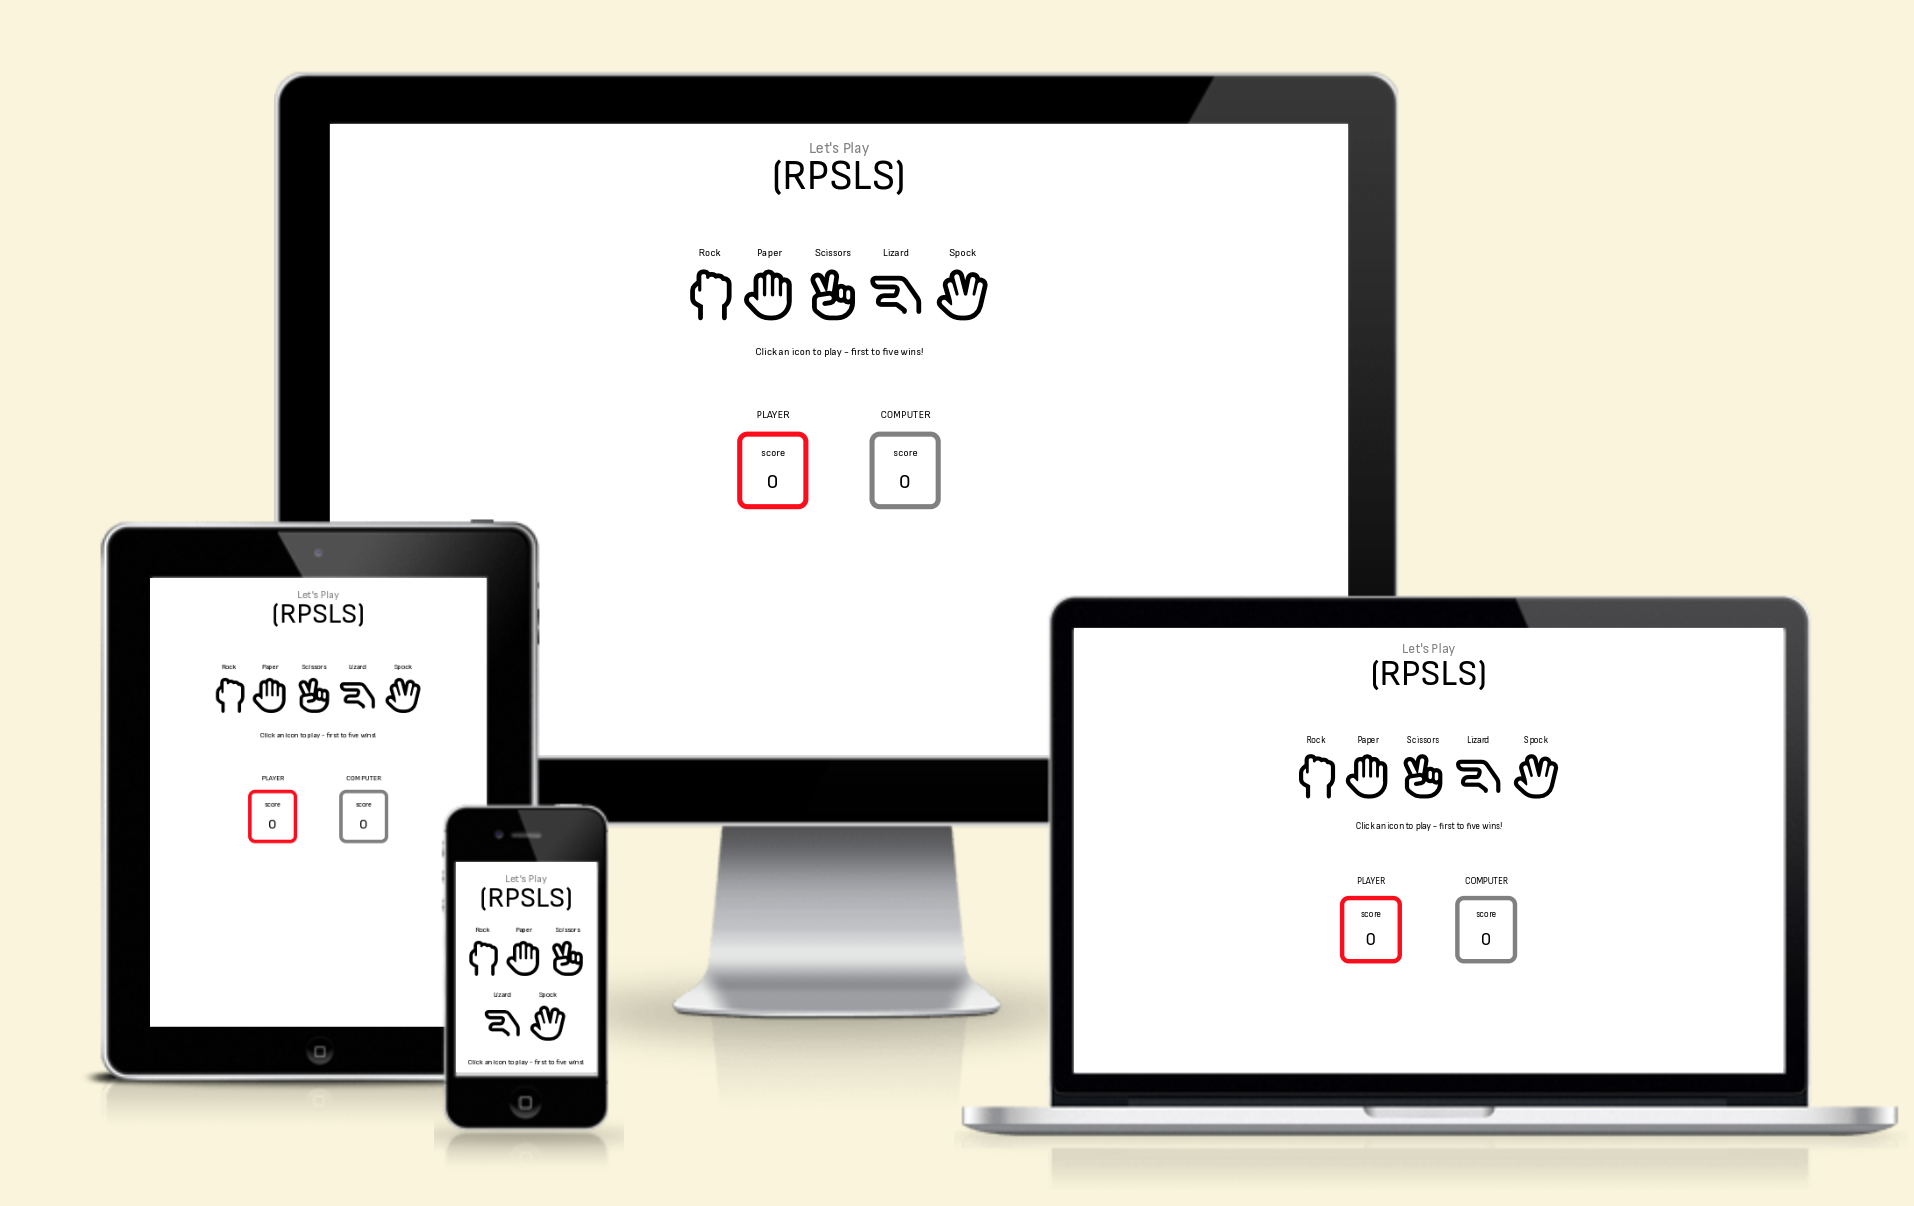 Let's Play
(RPSLS)
Rock Paper Scissors Lizard Spock
Click an icon to play - first to five wins!
PLAYER COMPUTER
score score
0 0
Let's Play
(RPSLS)
Rock Paper Scissors Lizard Spock
Click an icon to play - first to five wins!
PLAYER COMPUTER
score score
0 0
Let's Play
(RPSLS)
Rock Paper Scissors
Lizard Spock
Click an icon to play - first to five wins!
Let's Play
(RPSLS)
Rock Paper Scissors Lizard Spock
Click an icon to play - first to five wins!
PLAYER COMPUTER
score score
0 0